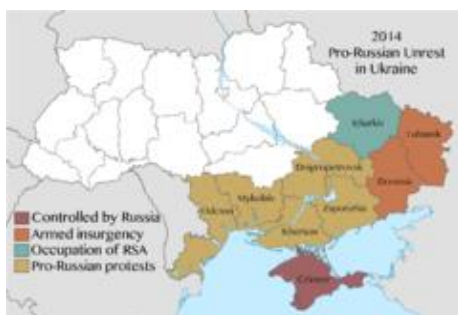 2014
Pro-Russian Unrest
in Ukraine
Kharkiv
Luhansk
Dnipropetrovsk
Donetsk
Mykolaiv
Zaporizhia
Odessa
Kherson
Controlled by Russia
Armed insurgency
Crimea
Occupation of RSA
Pro-Russian protests